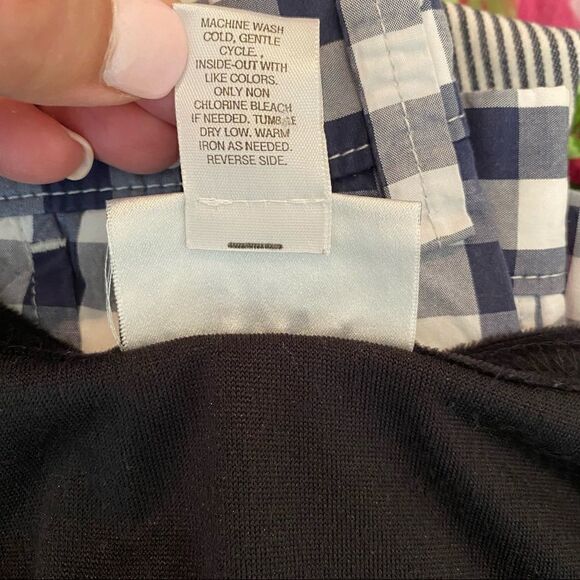 MACHINE WASH
COLD, GENTLE
CYCLE.,
INSIDE-OUT WITH
LIKE COLORS.
ONLY NON
CHLORINE BLEACH
IF NEEDED. TUMBLE
DRY LOW. WARM
IRON AS NEEDED.
REVERSE SIDE.